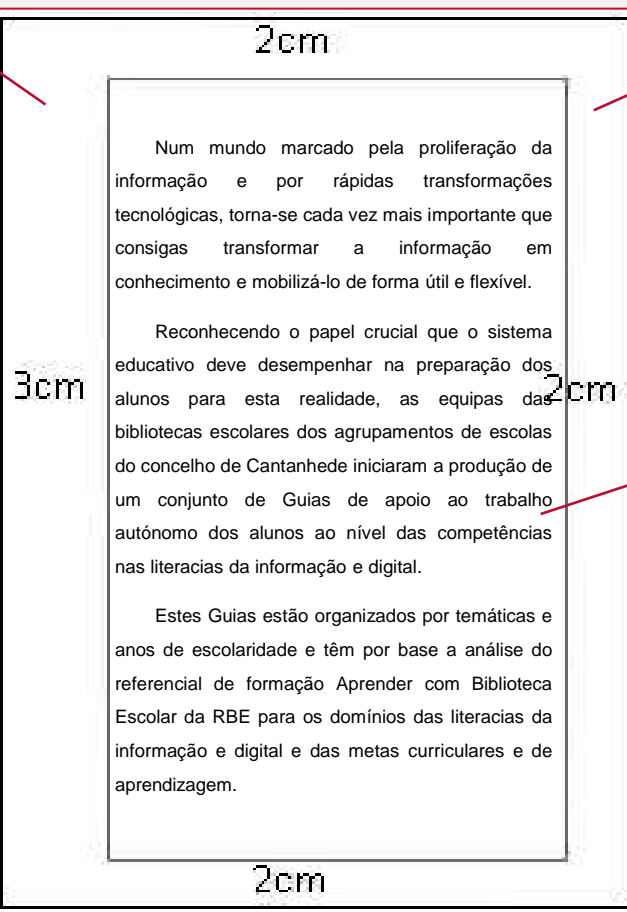 2cm
Num mundo marcado pela proliferação da
informação e por rápidas transformações
tecnológicas, torna-se cada vez mais importante que
consigas transformar a informação em
conhecimento e mobilizá-lo de forma útil e flexível.
Reconhecendo o papel crucial que o sistema
educativo deve desempenhar na preparação dos
3cm
alunos para esta realidade, as equipas das
2cm
bibliotecas escolares dos agrupamentos de escolas
do concelho de Cantanhede iniciaram a produção de
um conjunto de Guias de apoio ao trabalho
autónomo dos alunos ao nível das competências
nas literacias da informação e digital.
Estes Guias estão organizados por temáticas e
anos de escolaridade e têm por base a análise do
referencial de formação Aprender com Biblioteca
Escolar da RBE para os domínios das literacias da
informação e digital e das metas curriculares e de
aprendizagem.
2cm